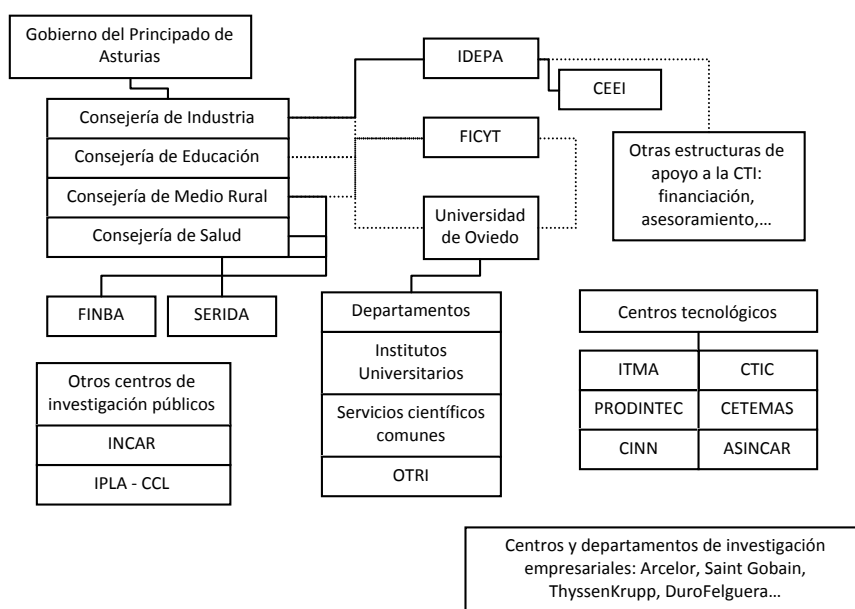 Gobierno del Principado de
Asturias
IDEPA
CEEI
Consejería de Industria
FICYT
Consejería de Educación
Otras estructuras de
apoyo a la CTI:
financiación,
asesoramiento,...
Consejería de Medio Rural
Universidad
de Oviedo
Consejería de Salud
FINBA
SERIDA
Departamentos
Institutos
Universitarios
Servicios científicos
comunes
OTRI
Centros tecnológicos
ITMA
CTIC
PRODINTEC
CETEMAS
CINN
ASINCAR
Otros centros de
investigación públicos
INCAR
IPLA - CCL
Centros y departamentos de investigación
empresariales: Arcelor, Saint Gobain,
ThyssenKrupp, DuroFelguera...